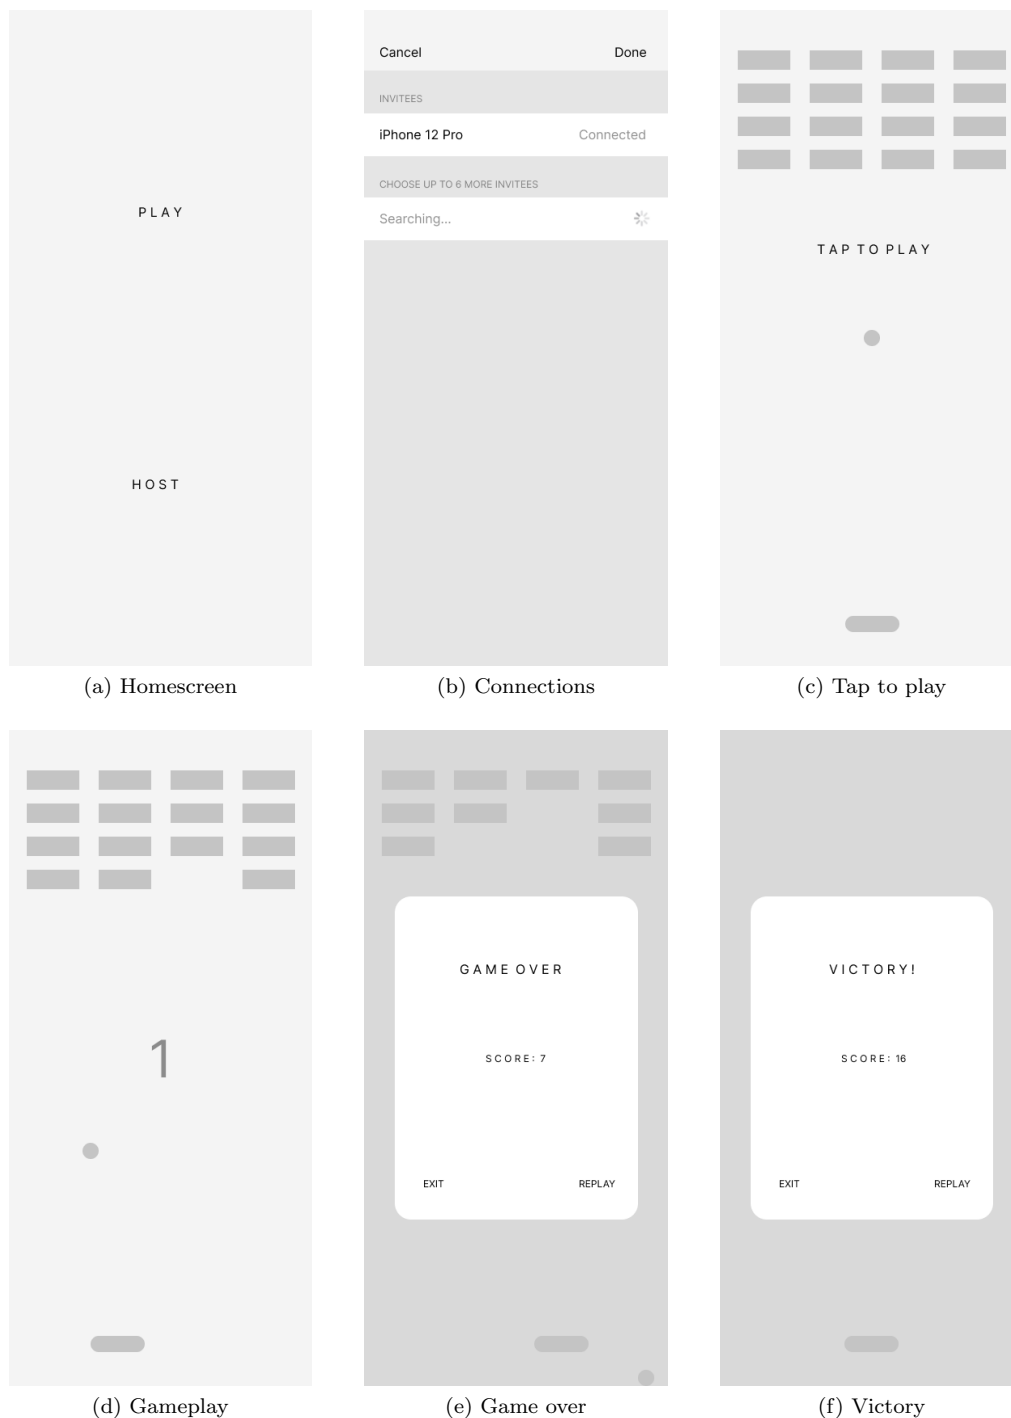 PLAY
HOST
(a) Homescreen
Cancel Done
INVITEES
iPhone 12 Pro Connected
CHOOSE UP TO 6 MORE INVITEES
Searching...
(b) Connections
TAP TO PLAY
(c) Tap to play
1
(d) Gameplay
GAME OVER
SCORE: 7
EXIT REPLAY
(e) Game over
VICTORY!
SCORE: 16
EXIT REPLAY
(f) Victory